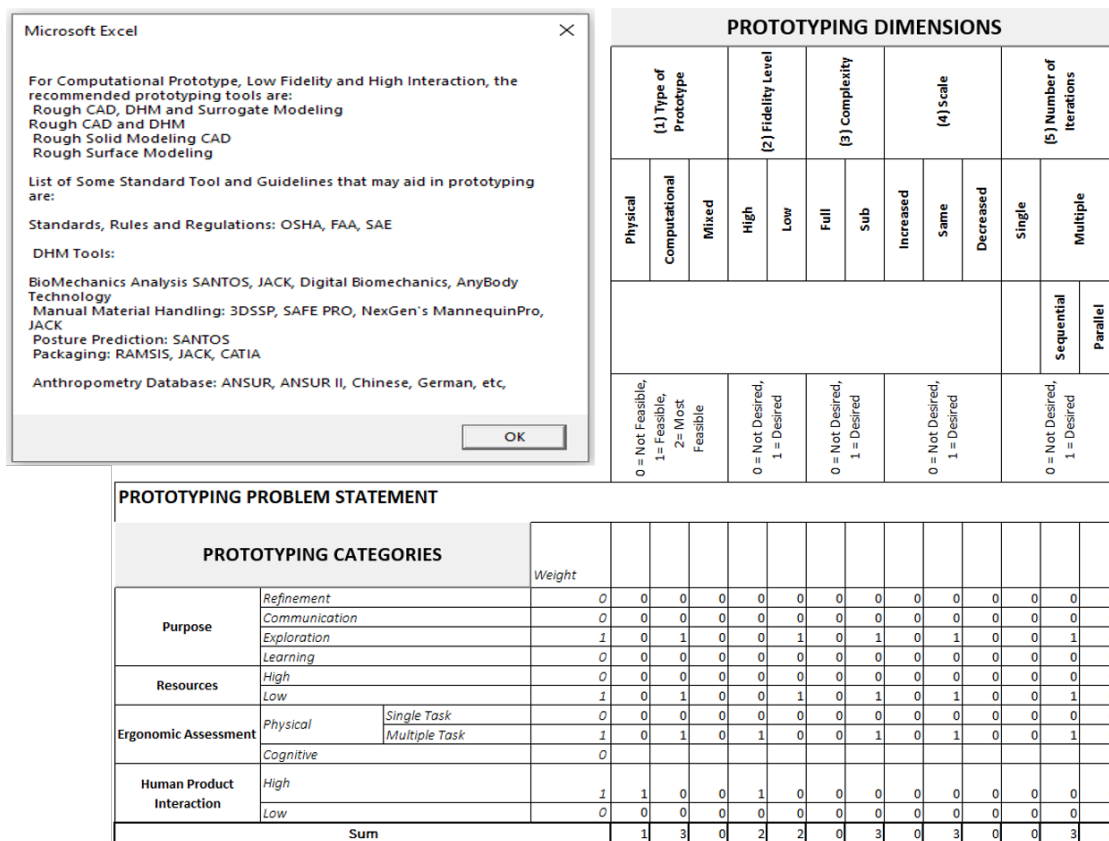 Microsoft Excel
For Computational Prototype, Low Fidelity and High Interaction, the
recommended prototyping tools are:
Rough CAD, DHM and Surrogate Modeling
Rough CAD and DHM
Rough Solid Modeling CAD
Rough Surface Modeling
List of Some Standard Tool and Guidelines that may aid in prototyping
are:
Standards, Rules and Regulations: OSHA, FAA, SAE
DHM Tools:
BioMechanics Analysis SANTOS, JACK, Digital Biomechanics, AnyBody
Technology
Manual Material Handling: 3DSSP, SAFE PRO, NexGen's MannequinPro,
JACK
Posture Prediction: SANTOS
Packaging: RAMSIS, JACK, CATIA
Anthropometry Database: ANSUR, ANSUR II, Chinese, German, etc,
OK
PROTOTYPING DIMENSIONS
(1) Type of
Prototype
(2) Fidelity Level
(3) Complexity
(4) Scale
(5) Number of
Iterations
Physical
Computational
Mixed
High
Low
Full
Sub
Increased
Same
Decreased
Single
Multiple
Sequential
Parallel
0 = Not Feasible,
1= Feasible,
2= Most
Feasible
0 = Not Desired,
1 = Desired
0 = Not Desired,
1 = Desired
0 = Not Desired,
1 = Desired
0 = Not Desired,
1 = Desired
PROTOTYPING PROBLEM STATEMENT
PROTOTYPING CATEGORIES
Weight
Purpose
Refinement 0 0 0 0 0 0 0 0 0 0 0 0 0
Communication 0 0 0 0 0 0 0 0 0 0 0 0 0
Exploration 1 0 1 0 0 1 0 1 0 1 0 0 1
Learning 0 0 0 0 0 0 0 0 0 0 0 0 0
Resources
High 0 0 0 0 0 0 0 0 0 0 0 0 0
Low 1 0 1 0 0 1 0 1 0 1 0 0 1
Ergonomic Assessment
Physical
Single Task 0 0 0 0 0 0 0 0 0 0 0 0 0
Multiple Task 1 0 1 0 1 0 0 1 0 1 0 0 1
Cognitive 0
Human Product
Interaction
High 1 1 0 0 1 0 0 0 0 0 0 0 0
Low 0 0 0 0 0 0 0 0 0 0 0 0 0
Sum 1 3 0 2 2 0 3 0 3 0 0 3